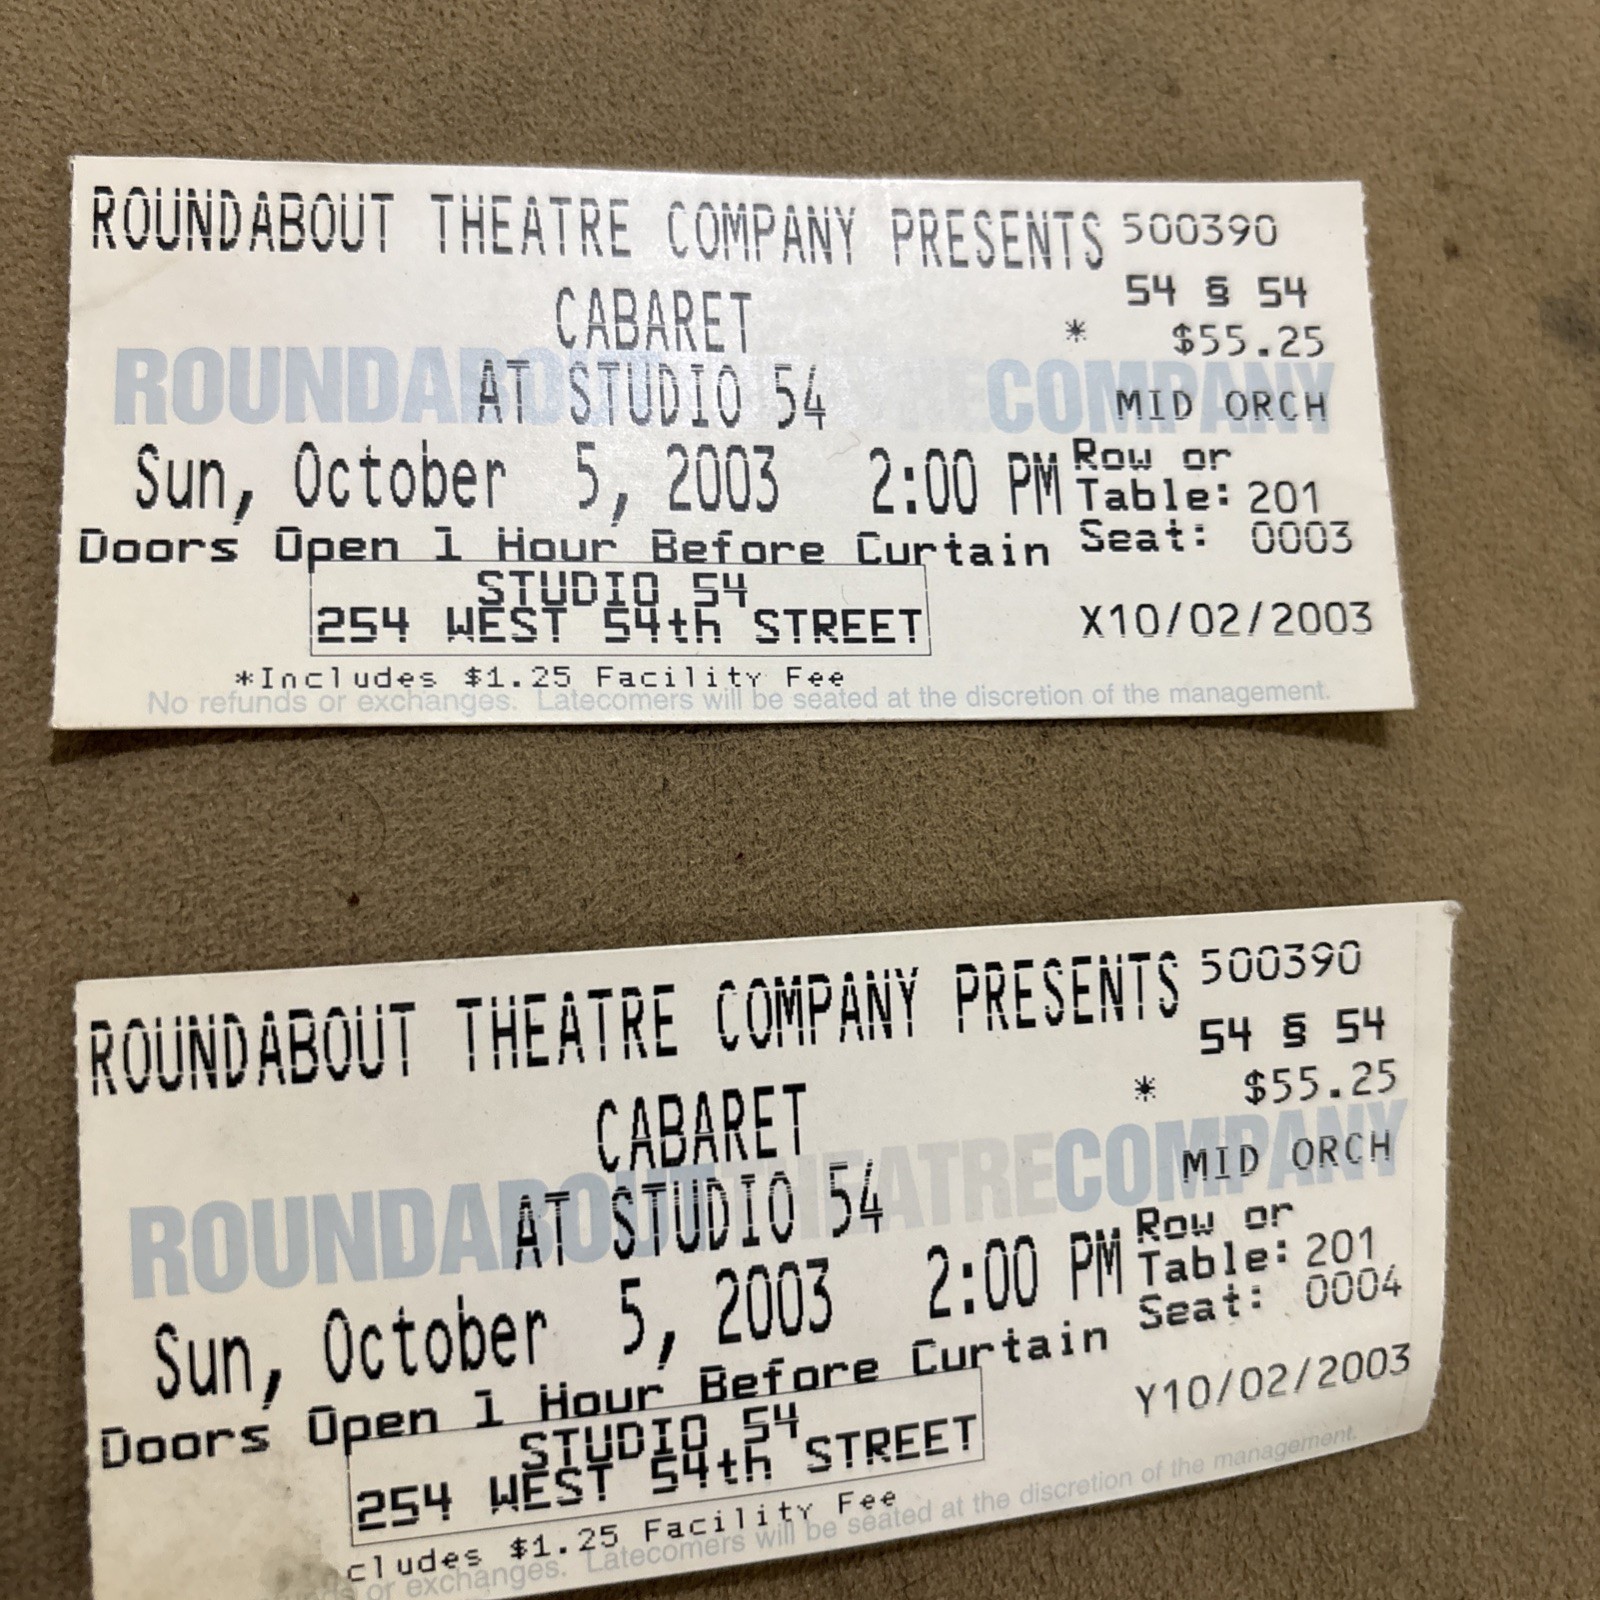 ROUNDABOUT THEATRE COMPANY PRESENTS 500390
54 § 54
CABARET
* $55.25
ROUNDABOUT THEATRE COMPANY
AT STUDIO 54
MID ORCH
Sun, October 5, 2003 2:00 PM
Row or
Table: 201
Doors Open 1 Hour Before Curtain
Seat: 0003
STUDIO 54
254 WEST 54th STREET
X10/02/2003
*Includes $1.25 Facility Fee
No refunds or exchanges. Latecomers will be seated at the discretion of the management.
ROUNDABOUT THEATRE COMPANY PRESENTS 500390
54 § 54
CABARET
* $55.25
ROUNDABOUT THEATRE COMPANY
AT STUDIO 54
MID ORCH
Sun, October 5, 2003 2:00 PM
Row or
Table: 201
Doors Open 1 Hour Before Curtain
Seat: 0004
STUDIO 54
254 WEST 54th STREET
Y10/02/2003
cludes $1.25 Facility Fee
or exchanges. Latecomers will be seated at the discretion of the management.